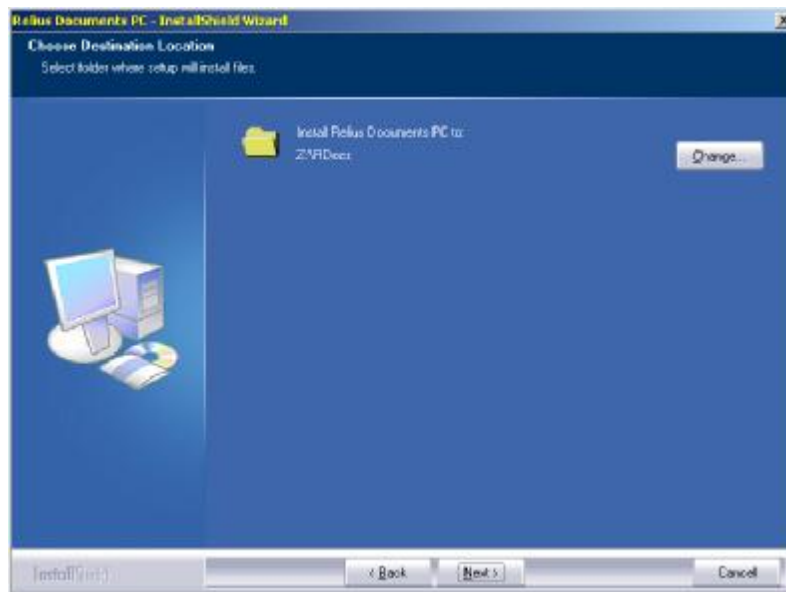 Relius Documents PC - InstallShield Wizard
Choose Destination Location
Select folder where setup will install files.
Install Relius Documents PC to:
Z:\RDocs
Change...
InstallShield
< Back
Next >
Cancel